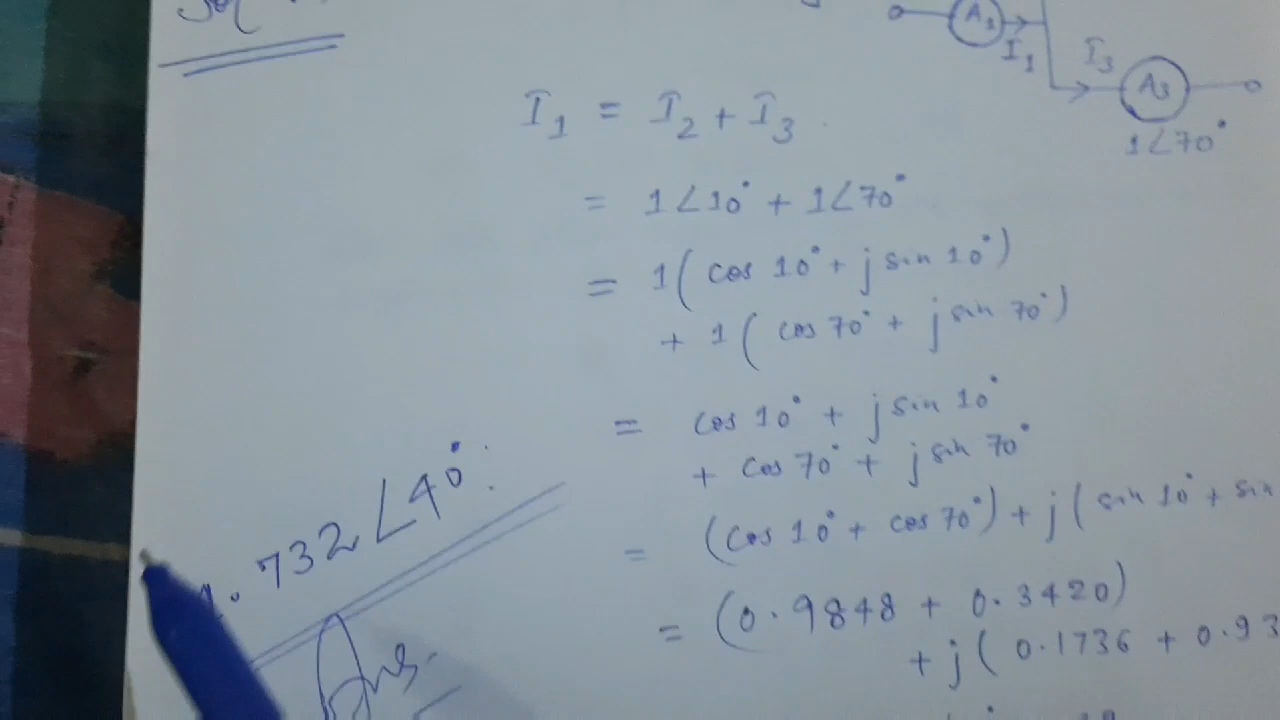 A1
I1
I3
A3
1∠70°
I1 = I2 + I3
= 1∠10° + 1∠70°
= 1(cos 10° + j sin 10°)
+ 1(cos 70° + j sin 70°)
= cos 10° + j sin 10°
+ cos 70° + j sin 70°
= (cos 10° + cos 70°) + j(sin 10° + sin
= (0.9848 + 0.3420)
+ j(0.1736 + 0.93
1.732∠40°
Ans.